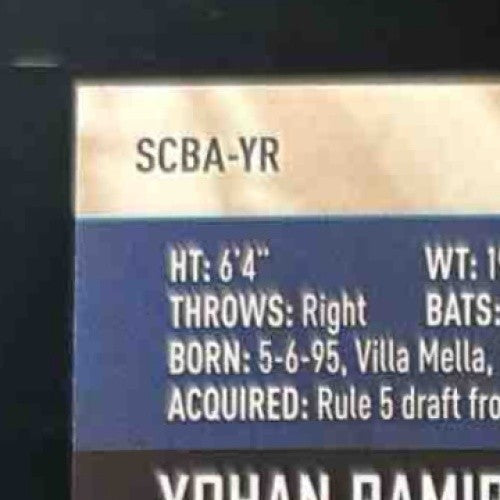 SCBA-YR
HT: 6'4" WT:
THROWS: Right BATS:
BORN: 5-6-95, Villa Mella,
ACQUIRED: Rule 5 draft
YOHAN